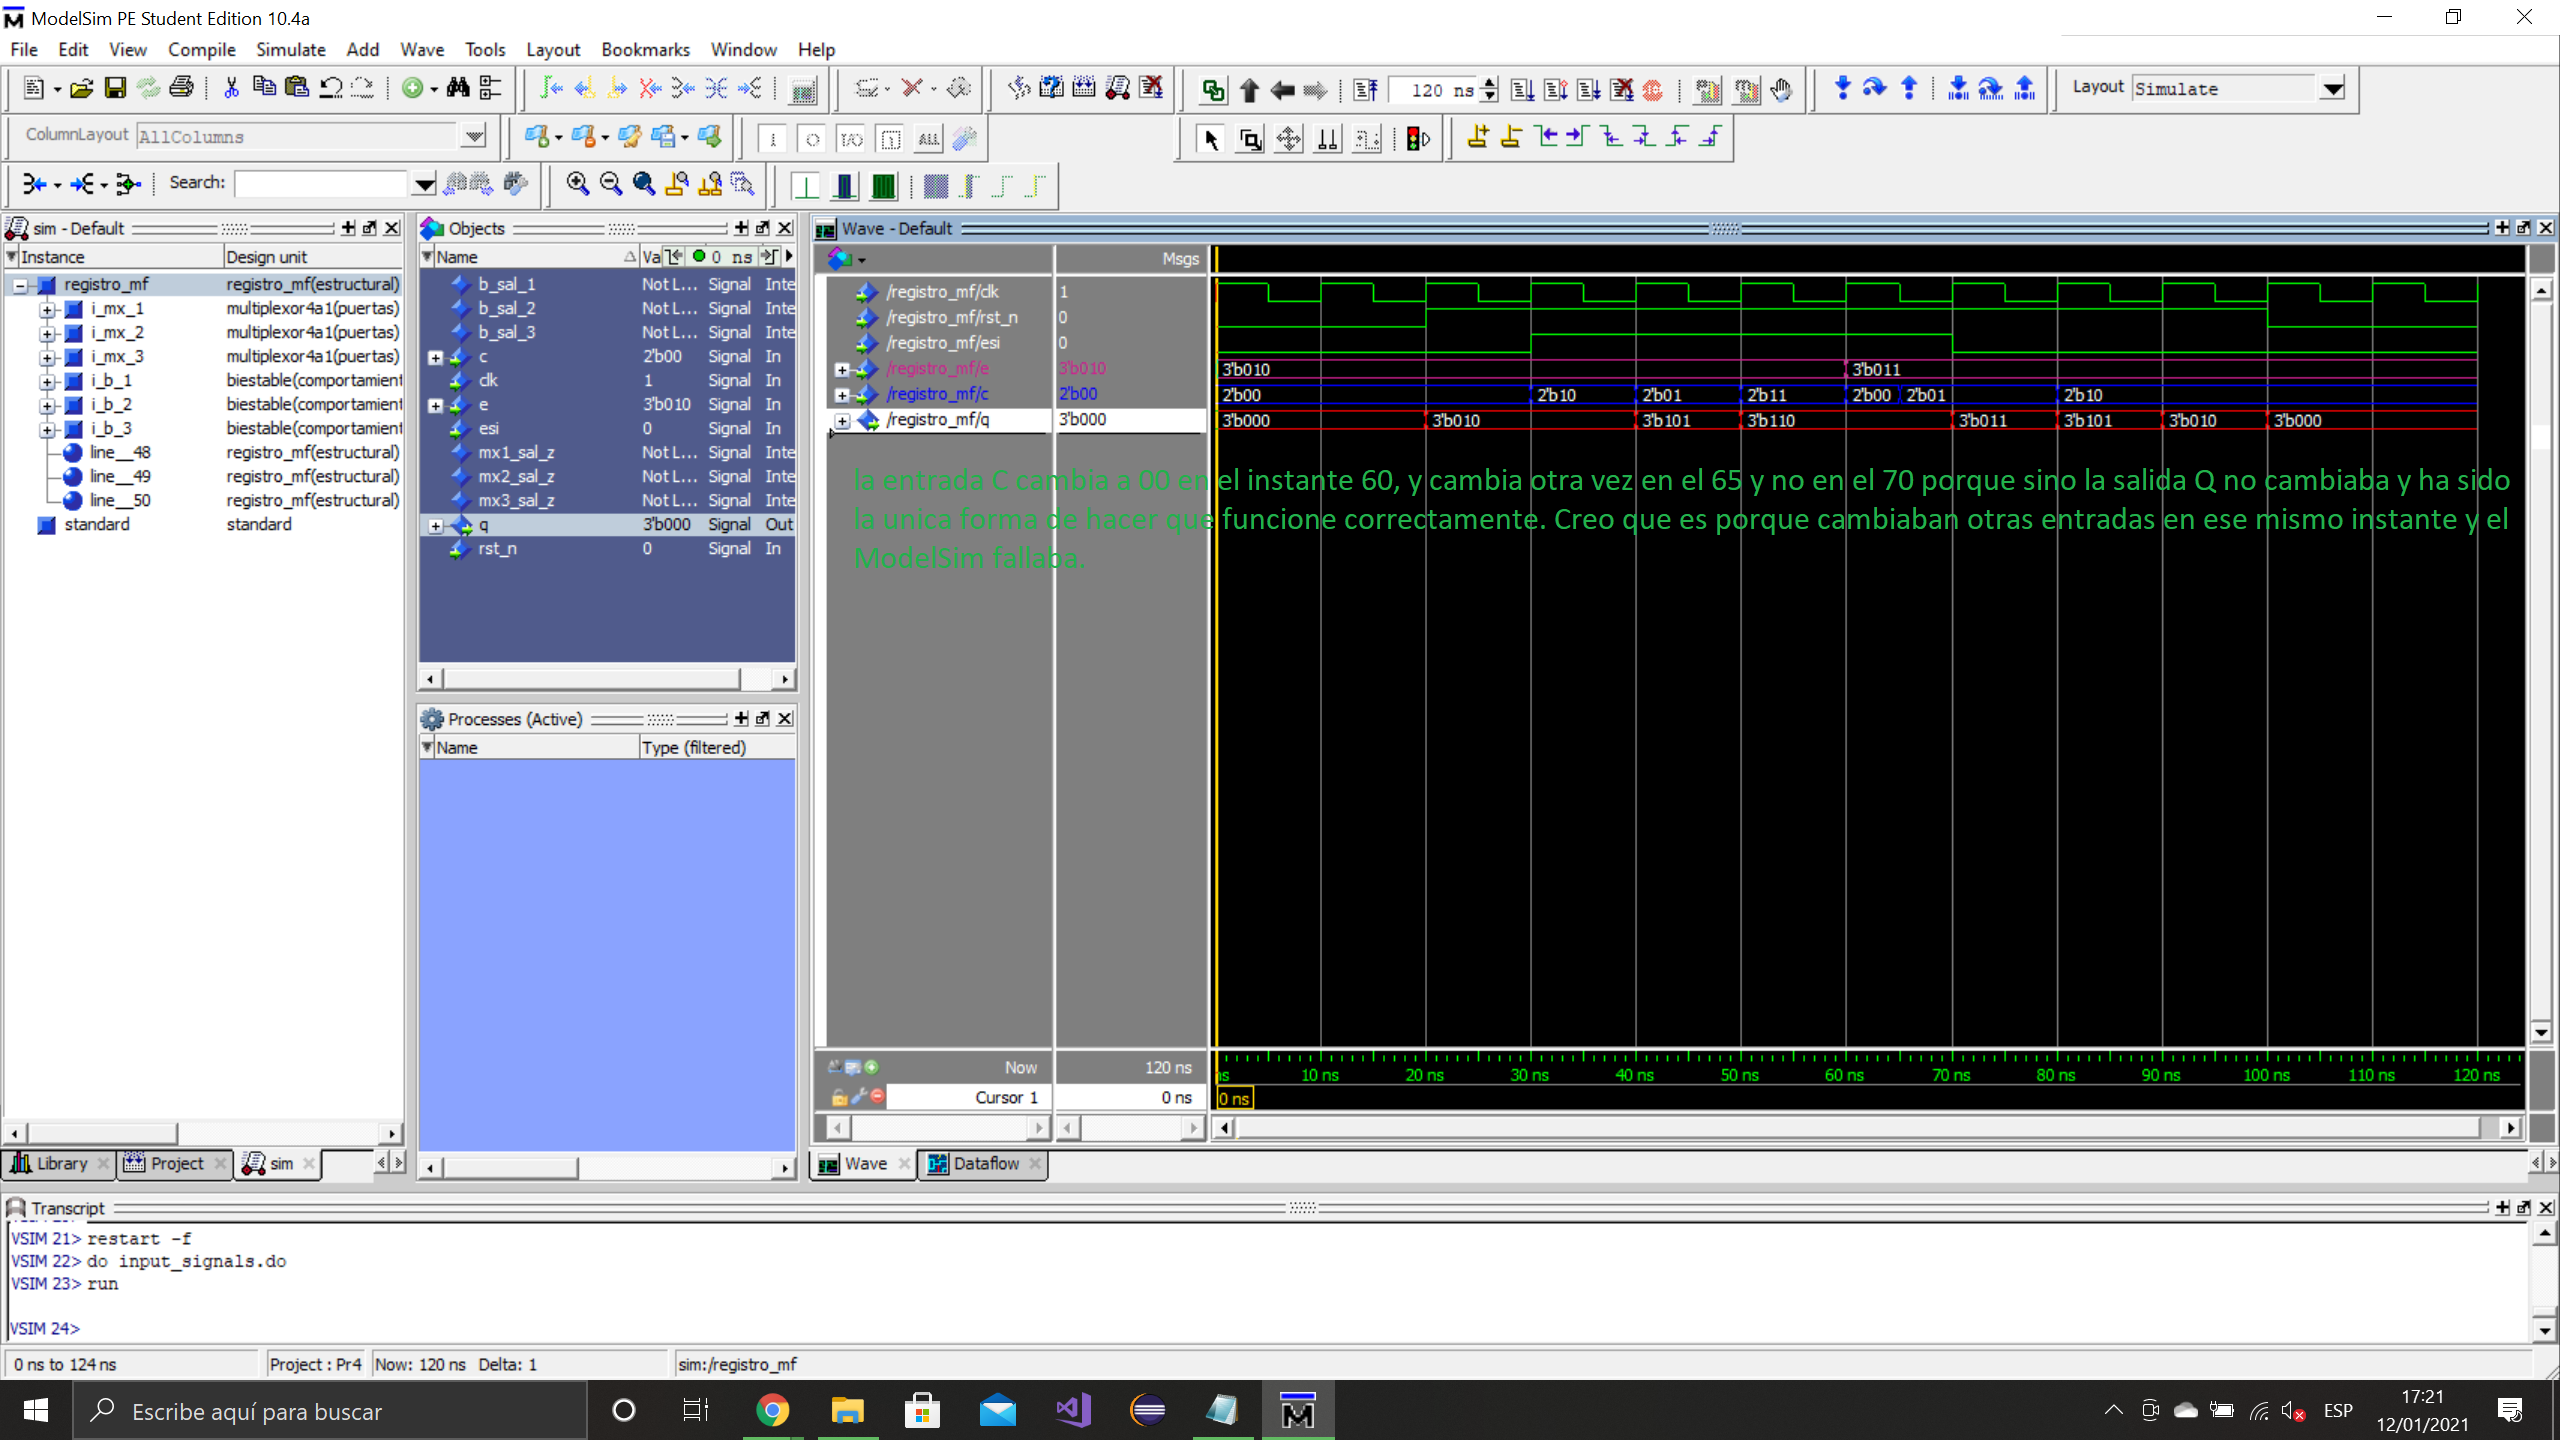 ModelSim PE Student Edition 10.4a
File Edit View Compile Simulate Add Wave Tools Layout Bookmarks Window Help
120 ns
Layout Simulate
ColumnLayout AllColumns
Search:
sim - Default
Instance Design unit
registro_mf registro_mf(estructural)
i_mx_1 multiplexor4a1(puertas)
i_mx_2 multiplexor4a1(puertas)
i_mx_3 multiplexor4a1(puertas)
i_b_1 biestable(comportamient
i_b_2 biestable(comportamient
i_b_3 biestable(comportamient
line__48 registro_mf(estructural)
line__49 registro_mf(estructural)
line__50 registro_mf(estructural)
standard standard
Library Project sim
Objects
Name Va 0 ns
b_sal_1 Not L... Signal Inte
b_sal_2 Not L... Signal Inte
b_sal_3 Not L... Signal Inte
c 2'b00 Signal In
clk 1 Signal In
e 3'b010 Signal In
esi 0 Signal In
mx1_sal_z Not L... Signal Inte
mx2_sal_z Not L... Signal Inte
mx3_sal_z Not L... Signal Inte
q 3'b000 Signal Out
rst_n 0 Signal In
Processes (Active)
Name Type (filtered)
Wave - Default
Msgs
/registro_mf/clk 1
/registro_mf/rst_n 0
/registro_mf/esi 0
/registro_mf/e 3'b010 3'b010 3'b011
/registro_mf/c 2'b00 2'b00 2'b10 2'b01 2'b11 2'b00 2'b01 2'b10
/registro_mf/q 3'b000 3'b000 3'b010 3'b101 3'b110 3'b011 3'b101 3'b010 3'b000
la entrada C cambia a 00 en el instante 60, y cambia otra vez en el 65 y no en el 70 porque sino la salida Q no cambiaba y ha sido
la unica forma de hacer que funcione correctamente. Creo que es porque cambiaban otras entradas en ese mismo instante y el
ModelSim fallaba.
Now 120 ns ns 10 ns 20 ns 30 ns 40 ns 50 ns 60 ns 70 ns 80 ns 90 ns 100 ns 110 ns 120 ns
Cursor 1 0 ns 0 ns
Wave Dataflow
Transcript
VSIM 21> restart -f
VSIM 22> do input_signals.do
VSIM 23> run
VSIM 24>
0 ns to 124 ns Project : Pr4 Now: 120 ns Delta: 1 sim:/registro_mf
Escribe aquí para buscar
ESP
17:21
12/01/2021